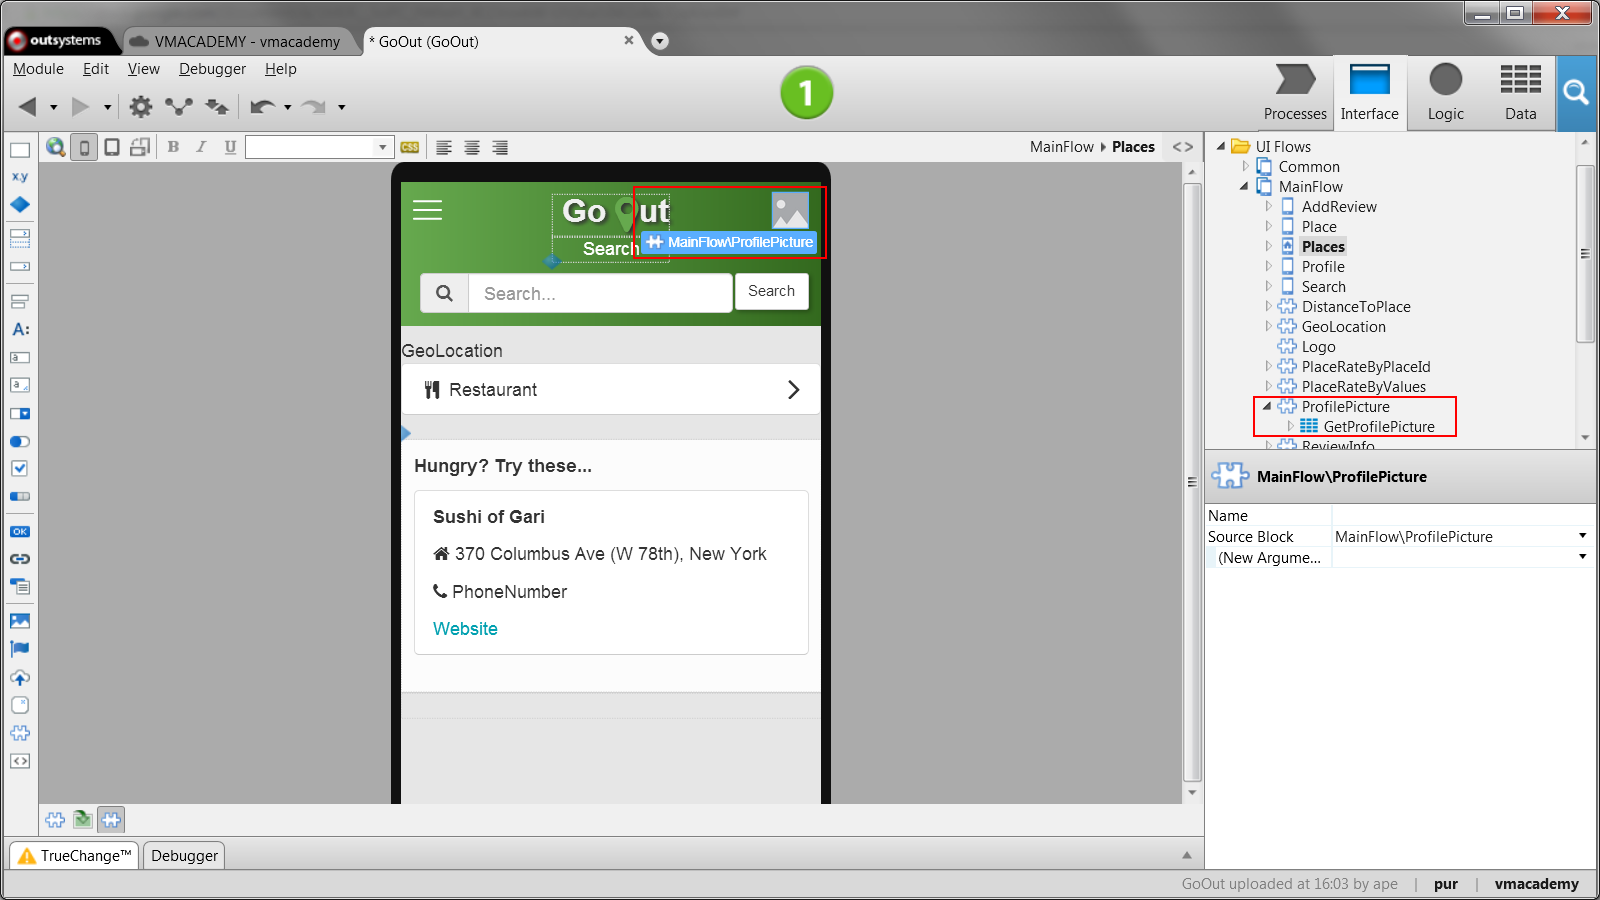 outsystems
VMACADEMY - vmacademy
* GoOut (GoOut)
Module Edit View Debugger Help
1
Processes Interface Logic Data
B I U
CSS
MainFlow Places <>
x.y
A:
a
a
OK
Go ut
Search
MainFlow\ProfilePicture
Search...
Search
GeoLocation
Restaurant
Hungry? Try these...
Sushi of Gari
370 Columbus Ave (W 78th), New York
PhoneNumber
Website
UI Flows
Common
MainFlow
AddReview
Place
Places
Profile
Search
DistanceToPlace
GeoLocation
Logo
PlaceRateByPlaceId
PlaceRateByValues
ProfilePicture
GetProfilePicture
ReviewInfo
MainFlow\ProfilePicture
Name
Source Block MainFlow\ProfilePicture
(New Argume...
TrueChange™ Debugger
GoOut uploaded at 16:03 by ape | pur | vmacademy